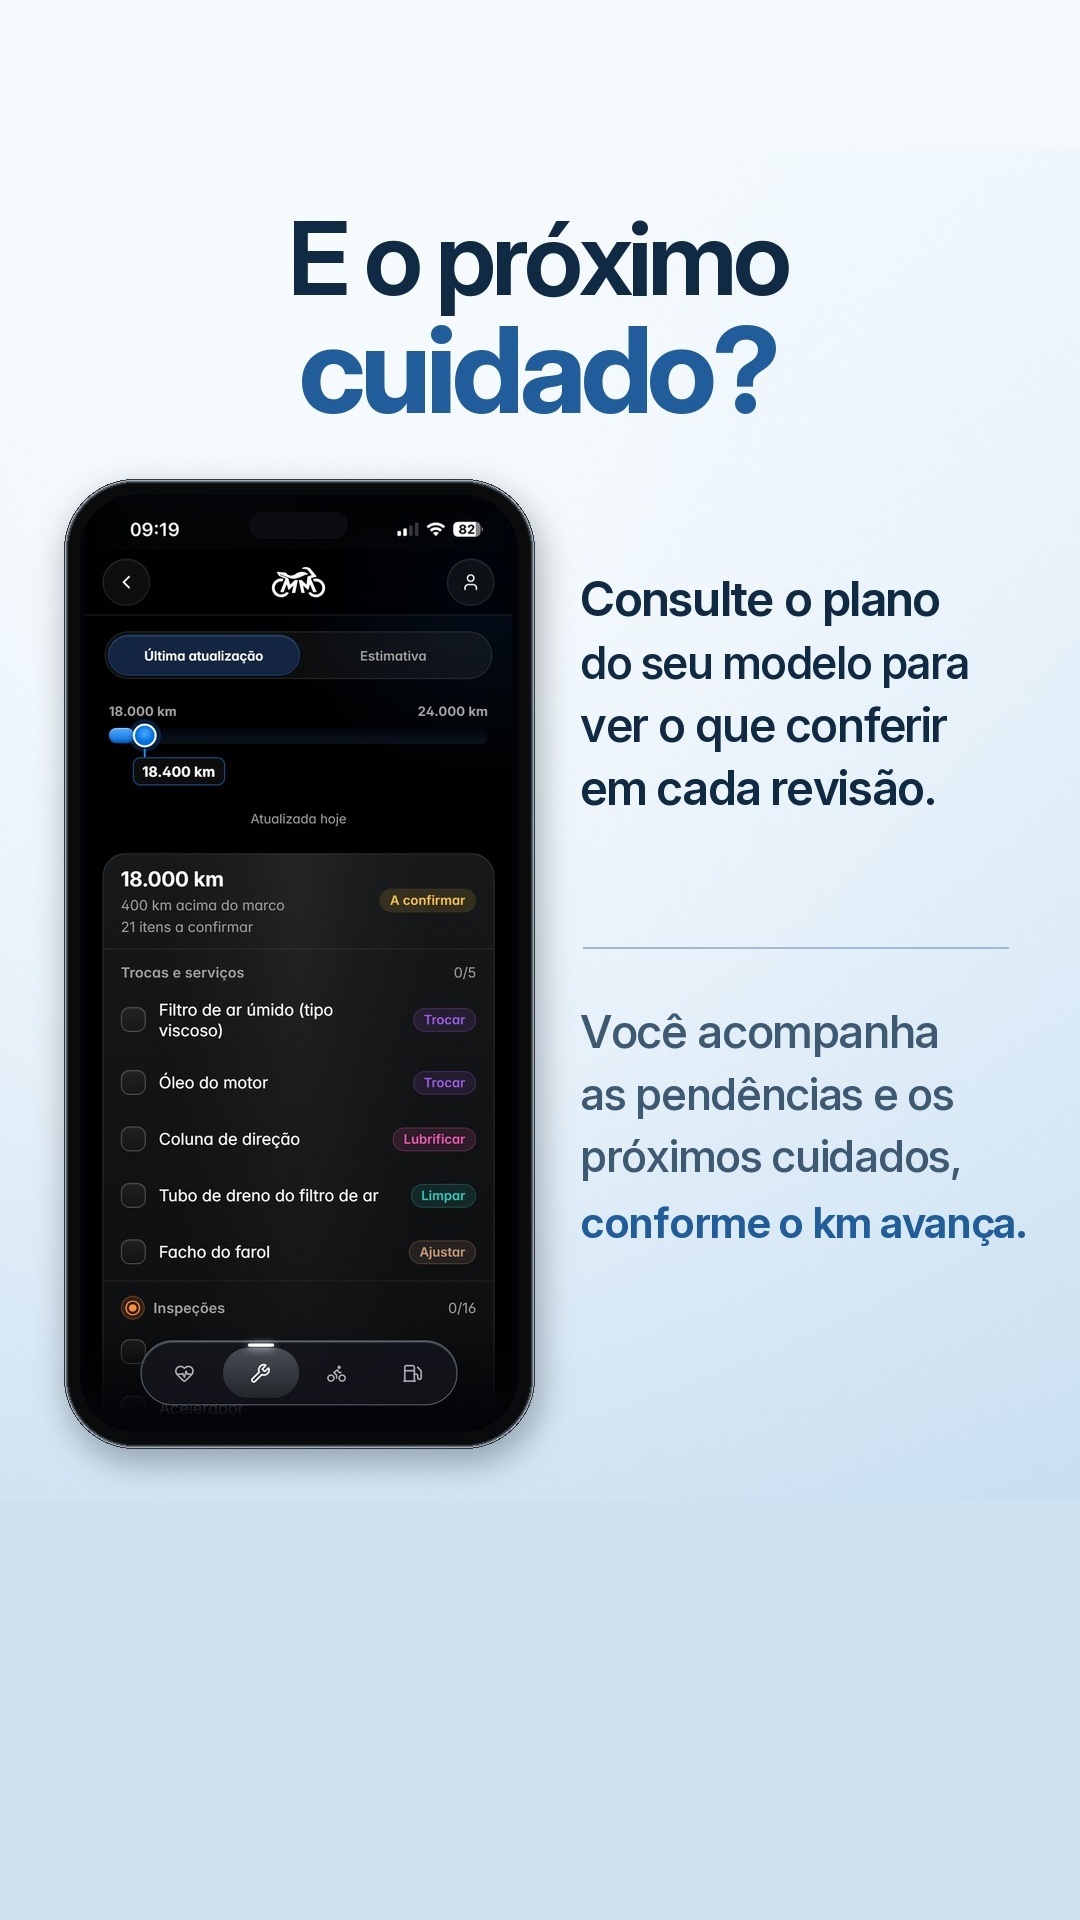 E o próximo
cuidado?
09:19
82
MM
Última atualização
Estimativa
18.000 km
24.000 km
18.400 km
Atualizada hoje
18.000 km
400 km acima do marco
21 itens a confirmar
A confirmar
Trocas e serviços
0/5
Filtro de ar úmido (tipo
viscoso)
Trocar
Óleo do motor
Trocar
Coluna de direção
Lubrificar
Tubo de dreno do filtro de ar
Limpar
Facho do farol
Ajustar
Inspeções
0/16
Acelerador
Consulte o plano
do seu modelo para
ver o que conferir
em cada revisão.
Você acompanha
as pendências e os
próximos cuidados,
conforme o km avança.